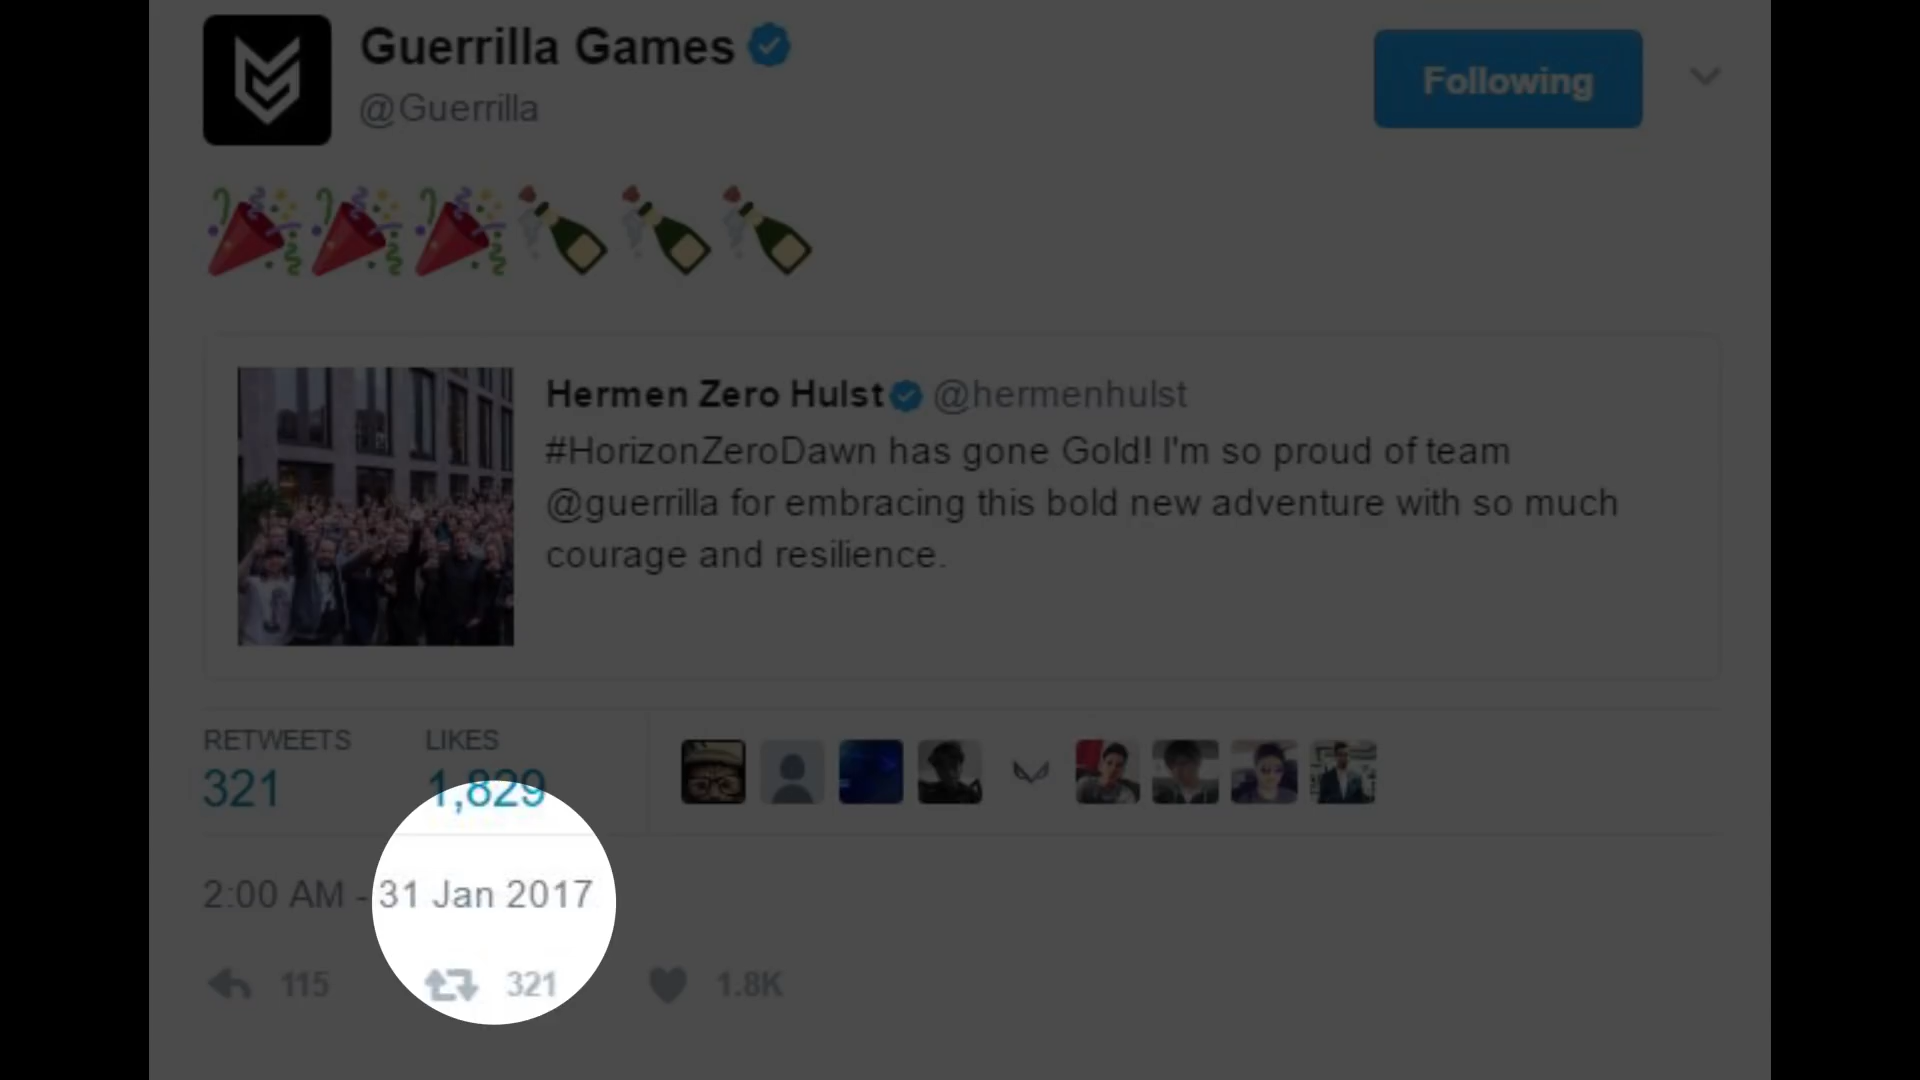 Guerrilla Games
@Guerrilla
Following
Hermen Zero Hulst @hermenhulst
#HorizonZeroDawn has gone Gold! I'm so proud of team
@guerrilla for embracing this bold new adventure with so much
courage and resilience.
RETWEETS LIKES
321 1,829
2:00 AM - 31 Jan 2017
115 321 1.8K